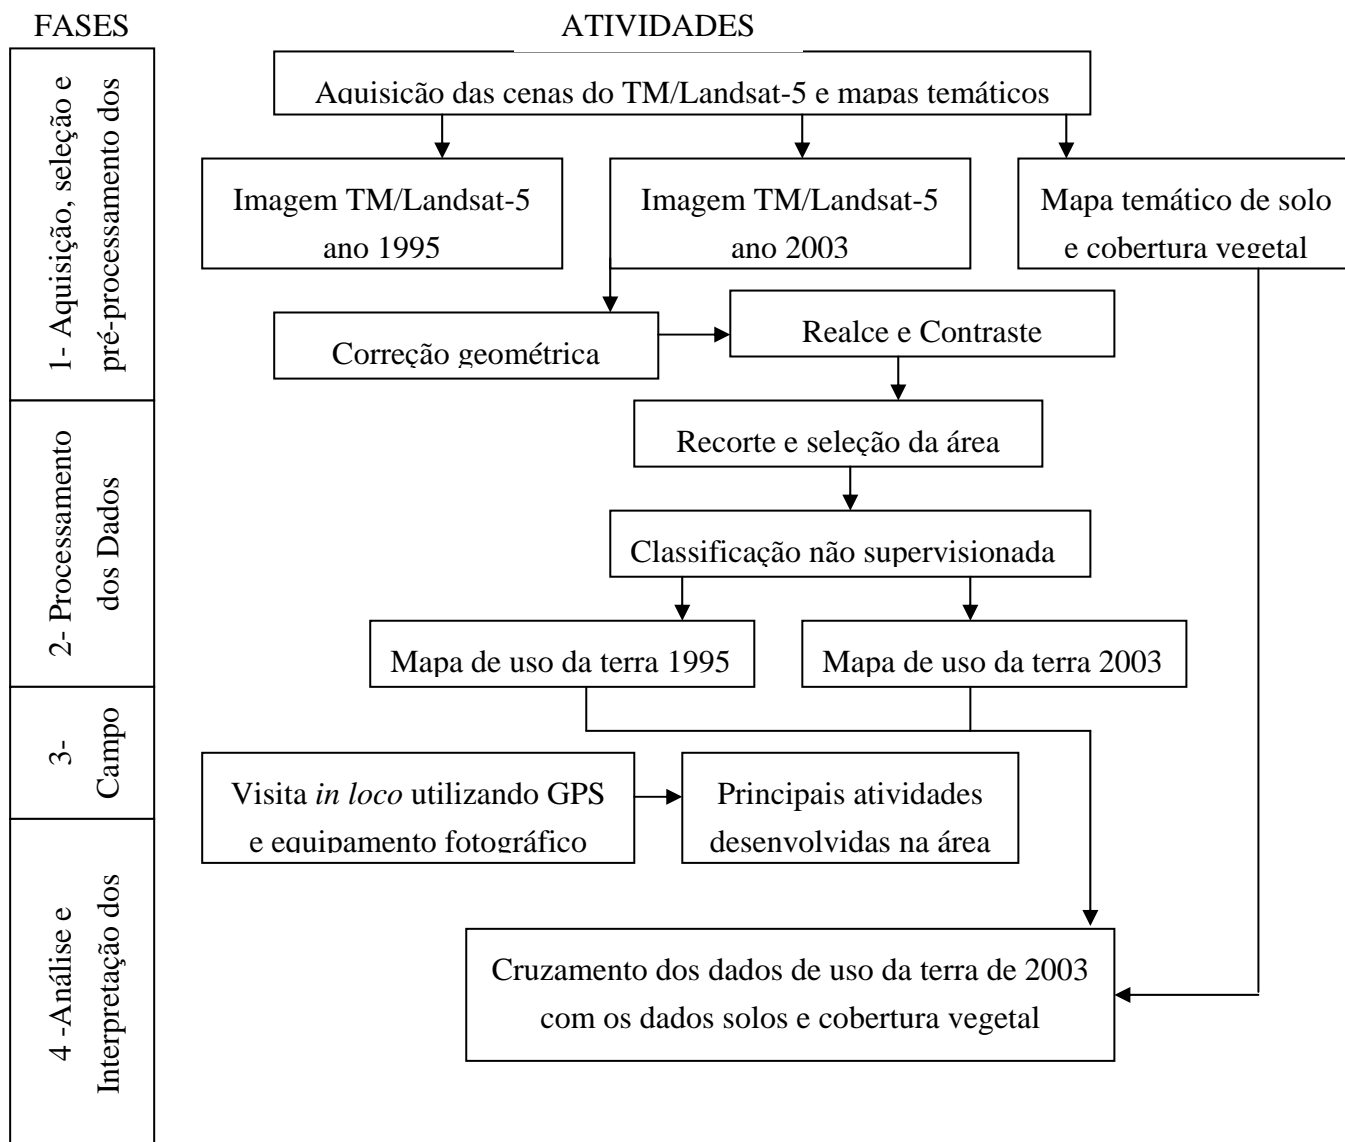 FASES
ATIVIDADES
1- Aquisição, seleção e
pré-processamento dos
Aquisição das cenas do TM/Landsat-5 e mapas temáticos
Imagem TM/Landsat-5
ano 1995
Imagem TM/Landsat-5
ano 2003
Mapa temático de solo
e cobertura vegetal
Correção geométrica
Realce e Contraste
2- Processamento
dos Dados
Recorte e seleção da área
Classificação não supervisionada
Mapa de uso da terra 1995
Mapa de uso da terra 2003
3-
Campo
Visita in loco utilizando GPS
e equipamento fotográfico
Principais atividades
desenvolvidas na área
4 -Análise e
Interpretação dos
Cruzamento dos dados de uso da terra de 2003
com os dados solos e cobertura vegetal